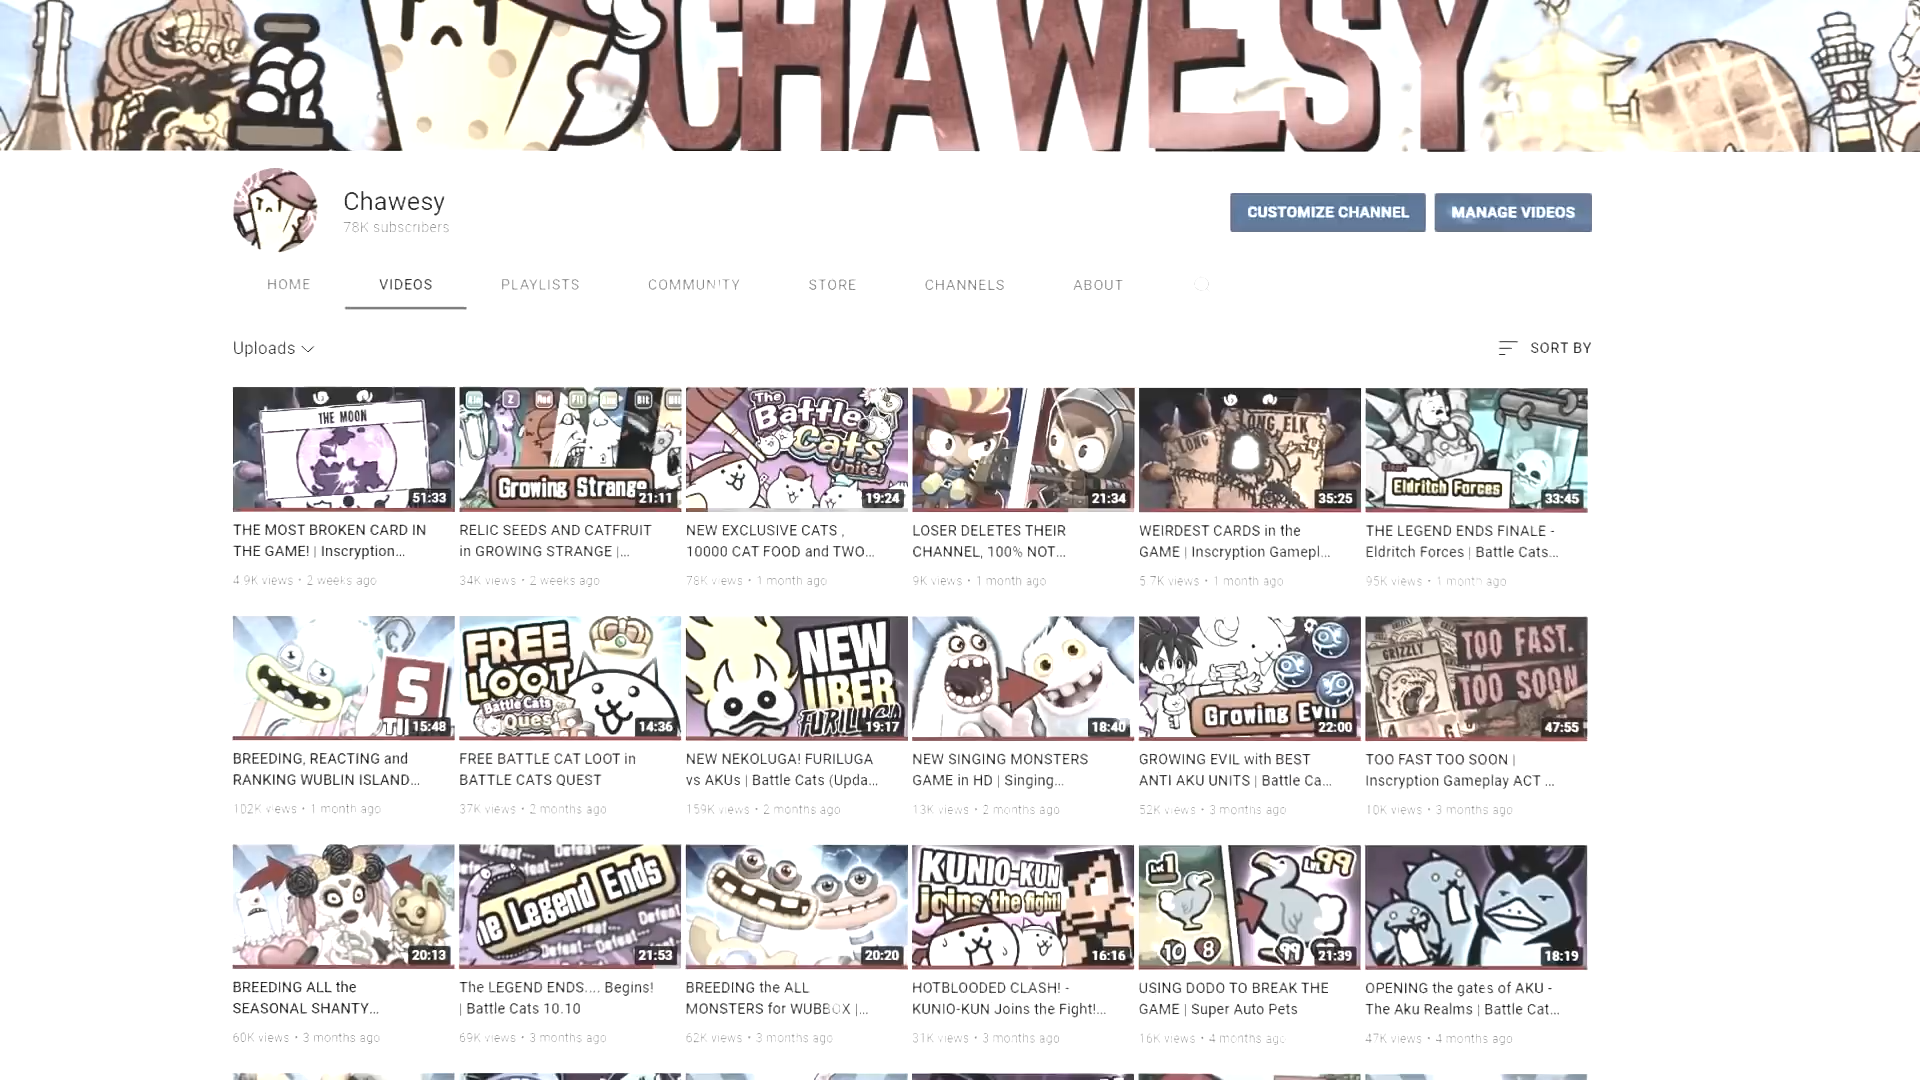 CHAWESY
Chawesy
78K subscribers
CUSTOMIZE CHANNEL
MANAGE VIDEOS
HOME
VIDEOS
PLAYLISTS
COMMUNITY
STORE
CHANNELS
ABOUT
Uploads
SORT BY
THE MOON
51:33
Growing Strange
21:11
The Battle Cats Unite!
19:24
21:34
LONG
LONG ELK
35:25
Eldritch Forces
33:45
THE MOST BROKEN CARD IN
THE GAME! | Inscryption...
4.9K views • 2 weeks ago
RELIC SEEDS AND CATFRUIT
in GROWING STRANGE |...
34K views • 2 weeks ago
NEW EXCLUSIVE CATS ,
10000 CAT FOOD and TWO...
78K views • 1 month ago
LOSER DELETES THEIR
CHANNEL, 100% NOT...
9K views • 1 month ago
WEIRDEST CARDS in the
GAME | Inscryption Gamepl...
5.7K views • 1 month ago
THE LEGEND ENDS FINALE -
Eldritch Forces | Battle Cats...
95K views • 1 month ago
S
15:48
FREE LOOT
Battle Cats
Quest
14:36
NEW UBER
FURILUGA
19:17
18:40
Growing Evil
22:00
GRIZZLY
TOO FAST.
TOO SOON
47:55
BREEDING, REACTING and
RANKING WUBLIN ISLAND...
102K views • 1 month ago
FREE BATTLE CAT LOOT in
BATTLE CATS QUEST
37K views • 2 months ago
NEW NEKOLUGA! FURILUGA
vs AKUs | Battle Cats (Upda...
159K views • 2 months ago
NEW SINGING MONSTERS
GAME in HD | Singing...
13K views • 2 months ago
GROWING EVIL with BEST
ANTI AKU UNITS | Battle Ca...
52K views • 3 months ago
TOO FAST TOO SOON |
Inscryption Gameplay ACT ...
10K views • 3 months ago
20:13
The Legend Ends
Defeat
21:53
20:20
KUNIO-KUN
joins the fight!
16:16
Lv1
10 8
Lv99
99
21:39
18:19
BREEDING ALL the
SEASONAL SHANTY...
60K views • 3 months ago
The LEGEND ENDS.... Begins!
| Battle Cats 10.10
69K views • 3 months ago
BREEDING the ALL
MONSTERS for WUBBOX |...
62K views • 3 months ago
HOTBLOODED CLASH! -
KUNIO-KUN Joins the Fight!...
31K views • 3 months ago
USING DODO TO BREAK THE
GAME | Super Auto Pets
16K views • 4 months ago
OPENING the gates of AKU -
The Aku Realms | Battle Cat...
47K views • 4 months ago